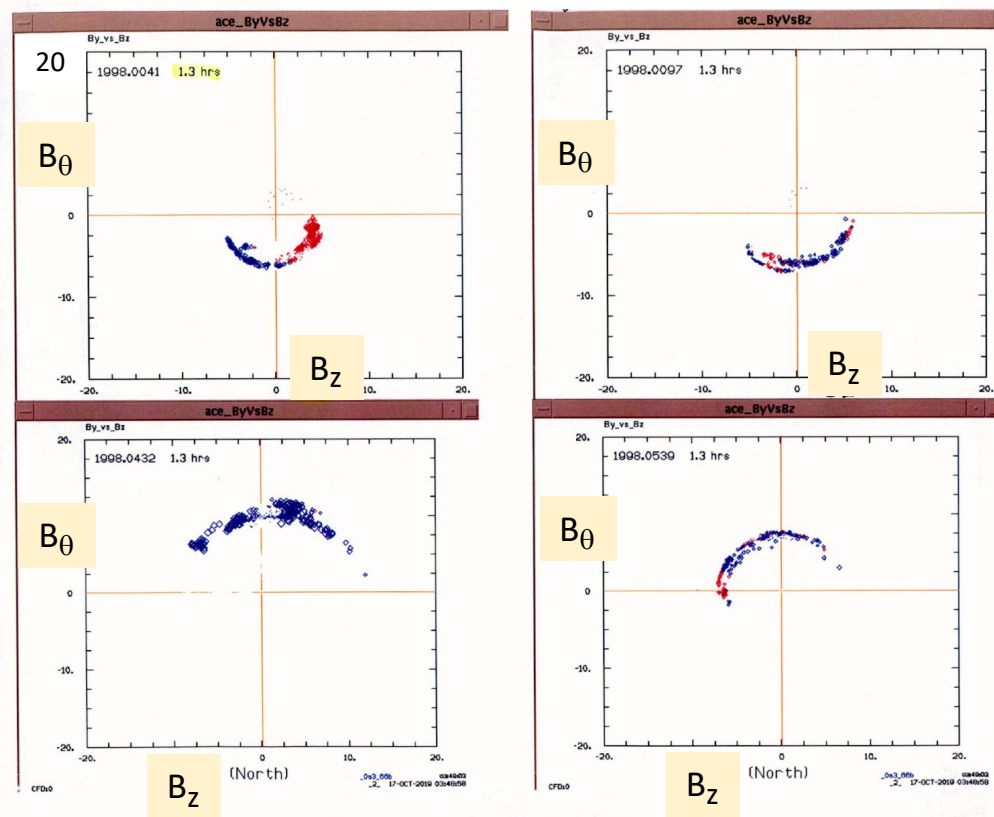 ace_ByVsBz
By_vs_Bz
20
1998.0041 1.3 hrs
Bθ
0
-10.
-20.
-20. -10. 0 10. 20.
Bz
ace_ByVsBz
By_vs_Bz
20.
1998.0097 1.3 hrs
Bθ
0
-10.
-20.
-20. -10. 0 10. 20.
Bz
ace_ByVsBz
By_vs_Bz
20.
1998.0432 1.3 hrs
Bθ
0
-10.
-20.
-20. -10. 0 10. 20.
(North)
Bz
CFD:0
17-OCT-2019 03:48:58
ace_ByVsBz
By_vs_Bz
20.
1998.0539 1.3 hrs
Bθ
0
-10.
-20.
-20. -10. 0 10. 20.
(North)
Bz
CFD:0
17-OCT-2019 03:48:58